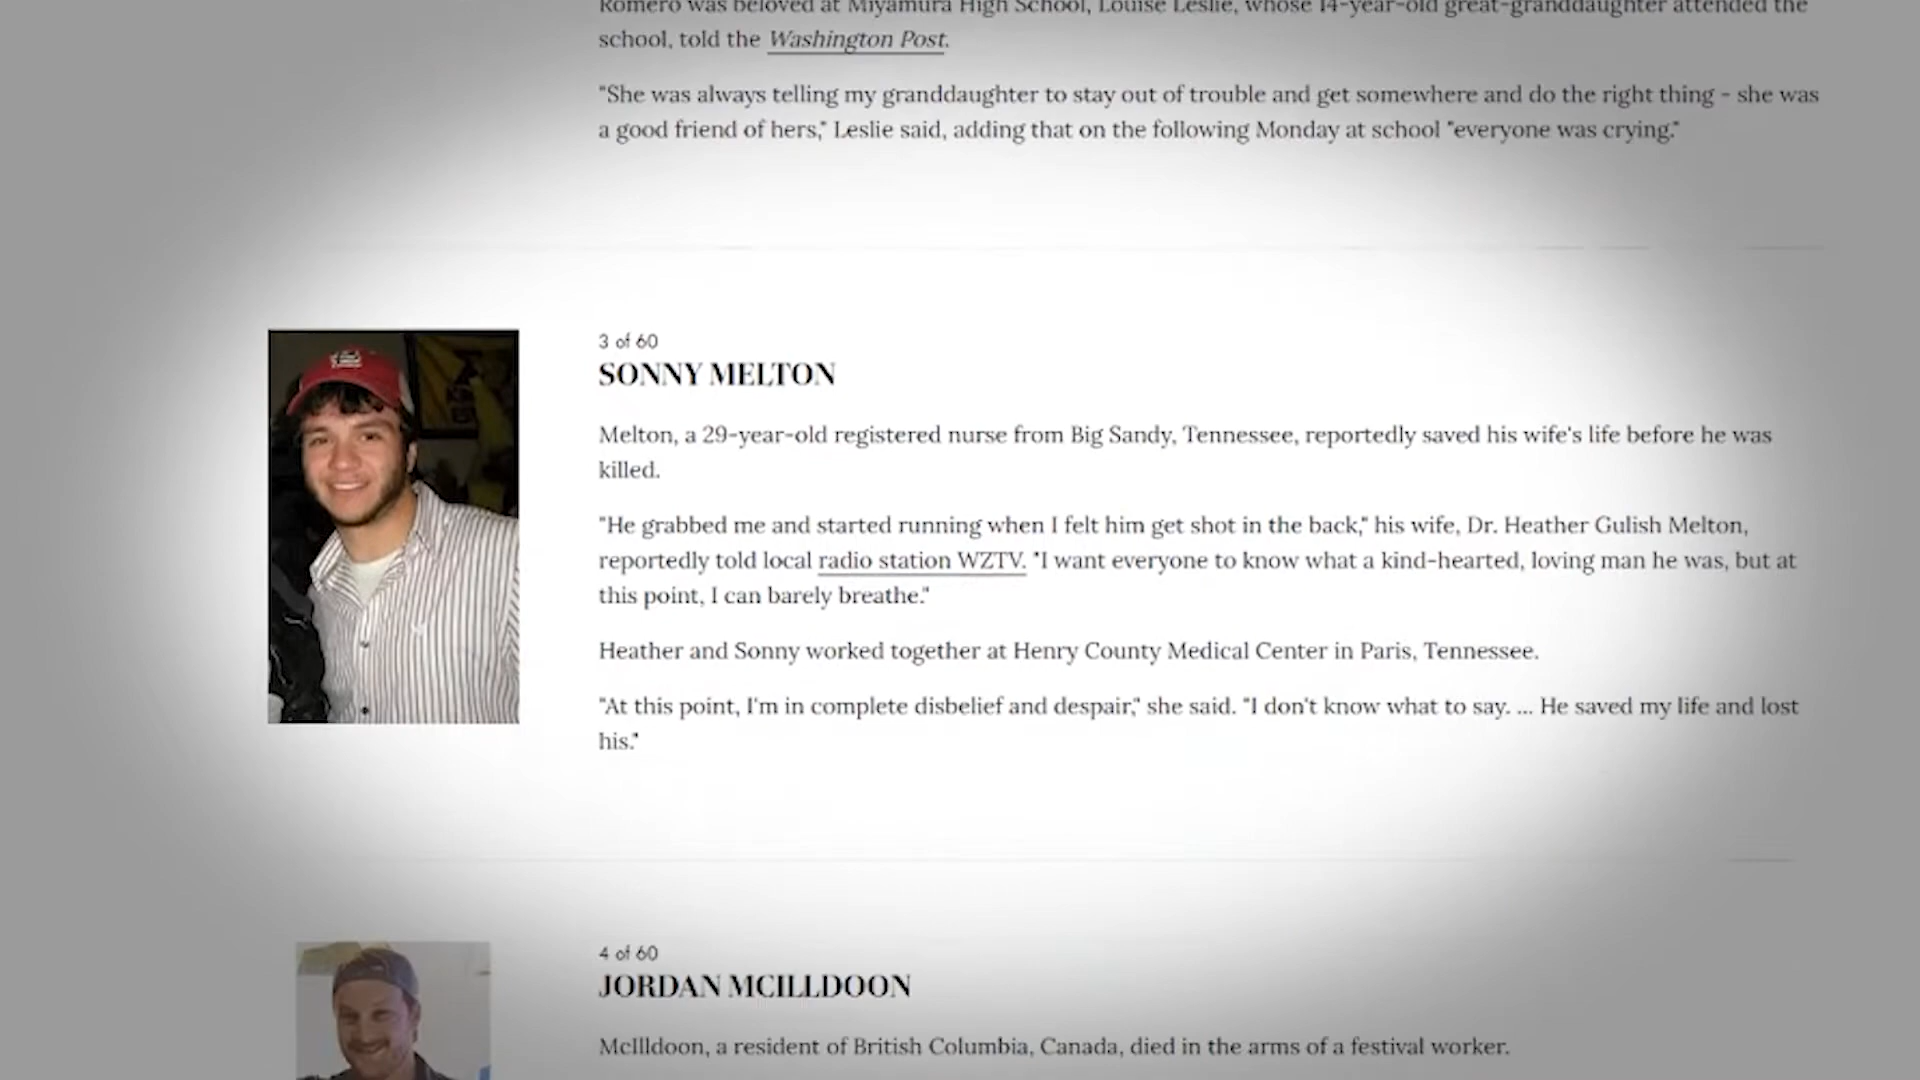 Romero was beloved at Miyamura High School, Louise Leslie, whose 14-year-old great-granddaughter attended the
school, told the Washington Post.
"She was always telling my granddaughter to stay out of trouble and get somewhere and do the right thing - she was
a good friend of hers," Leslie said, adding that on the following Monday at school "everyone was crying."
3 of 60
SONNY MELTON
Melton, a 29-year-old registered nurse from Big Sandy, Tennessee, reportedly saved his wife's life before he was
killed.
"He grabbed me and started running when I felt him get shot in the back," his wife, Dr. Heather Gulish Melton,
reportedly told local radio station WZTV. "I want everyone to know what a kind-hearted, loving man he was, but at
this point, I can barely breathe."
Heather and Sonny worked together at Henry County Medical Center in Paris, Tennessee.
"At this point, I'm in complete disbelief and despair," she said. "I don't know what to say. ... He saved my life and lost
his."
4 of 60
JORDAN MCILLDOON
McIlldoon, a resident of British Columbia, Canada, died in the arms of a festival worker.